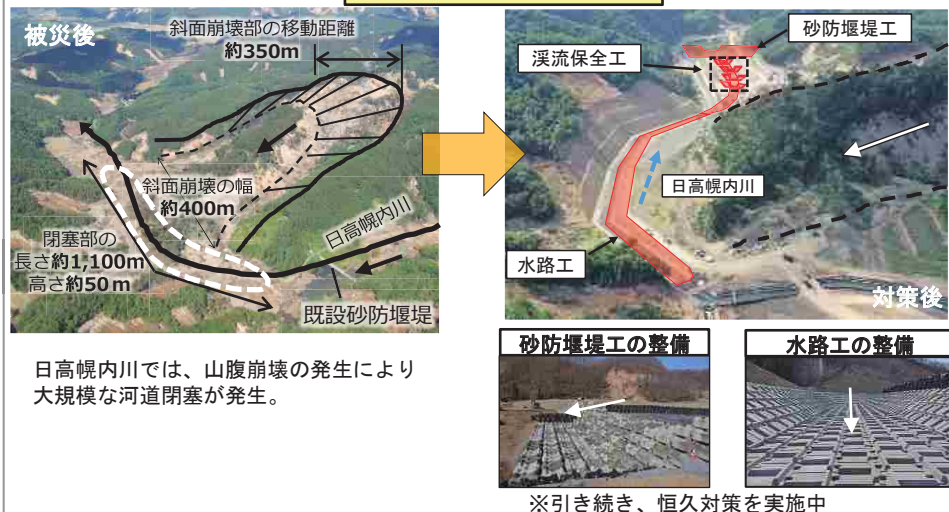 被災後
斜面崩壊部の移動距離
約350m
斜面崩壊の幅
約400m
閉塞部の
長さ約1,100m
高さ約50m
日高幌内川
既設砂防堰堤
日高幌内川では、山腹崩壊の発生により
大規模な河道閉塞が発生。
砂防堰堤工
渓流保全工
日高幌内川
水路工
対策後
砂防堰堤工の整備
水路工の整備
※引き続き、恒久対策を実施中